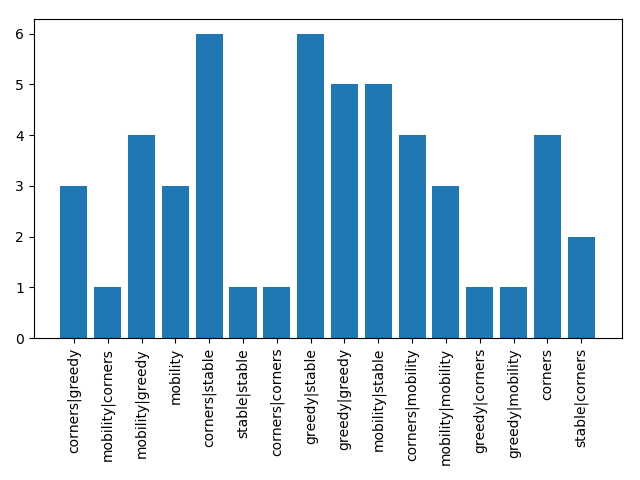 6
5
4
3
2
1
0
corners|greedy
mobility|corners
mobility|greedy
mobility
corners|stable
stable|stable
corners|corners
greedy|stable
greedy|greedy
mobility|stable
corners|mobility
mobility|mobility
greedy|corners
greedy|mobility
corners
stable|corners